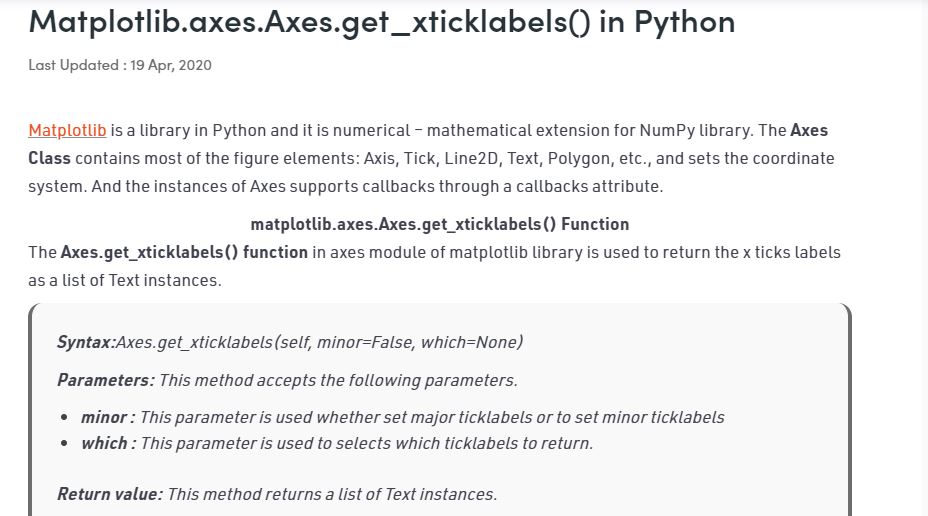 Matplotlib.axes.Axes.get_xticklabels() in Python
Last Updated : 19 Apr, 2020
Matplotlib is a library in Python and it is numerical – mathematical extension for NumPy library. The Axes
Class contains most of the figure elements: Axis, Tick, Line2D, Text, Polygon, etc., and sets the coordinate
system. And the instances of Axes supports callbacks through a callbacks attribute.
matplotlib.axes.Axes.get_xticklabels() Function
The Axes.get_xticklabels() function in axes module of matplotlib library is used to return the x ticks labels
as a list of Text instances.
Syntax:Axes.get_xticklabels(self, minor=False, which=None)
Parameters: This method accepts the following parameters.
• minor : This parameter is used whether set major ticklabels or to set minor ticklabels
• which : This parameter is used to selects which ticklabels to return.
Return value: This method returns a list of Text instances.